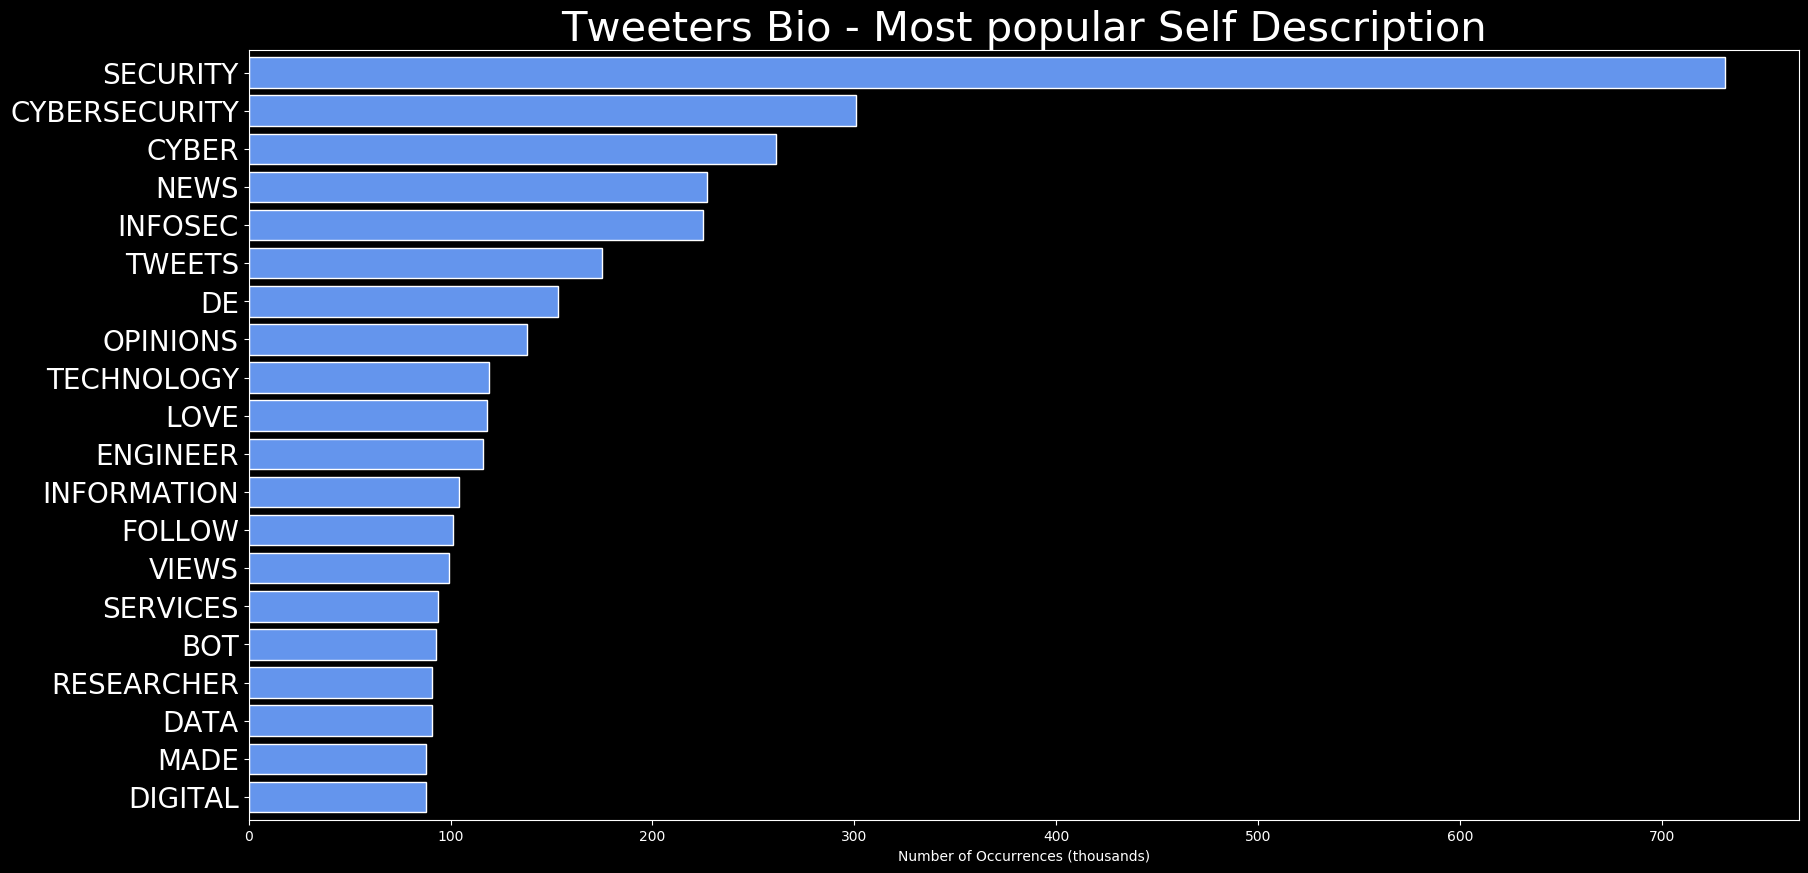 Tweeters Bio - Most popular Self Description
SECURITY
CYBERSECURITY
CYBER
NEWS
INFOSEC
TWEETS
DE
OPINIONS
TECHNOLOGY
LOVE
ENGINEER
INFORMATION
FOLLOW
VIEWS
SERVICES
BOT
RESEARCHER
DATA
MADE
DIGITAL
0 100 200 300 400 500 600 700
Number of Occurrences (thousands)